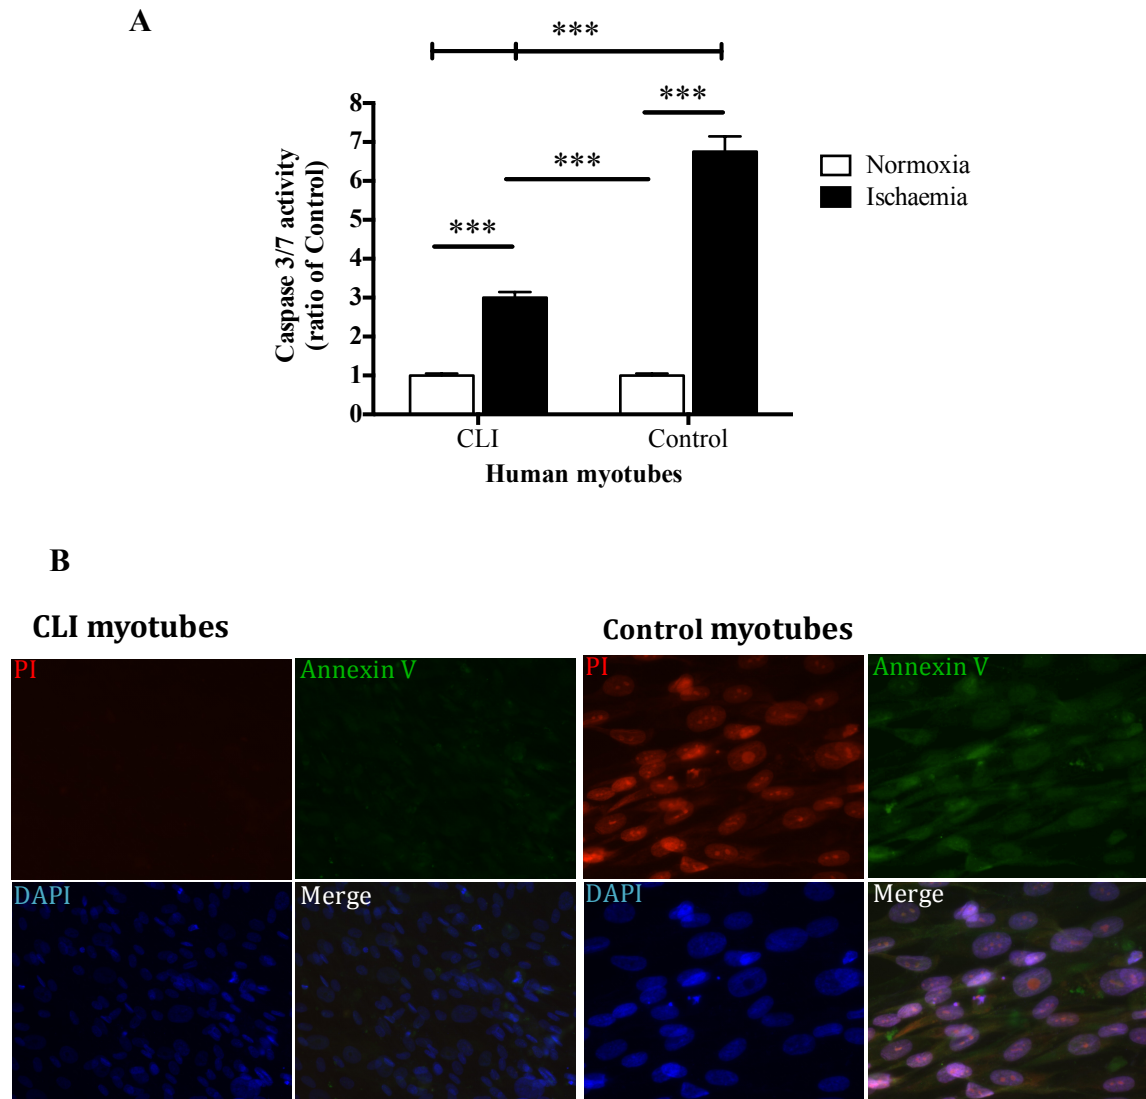 A
***
***
***
***
8
7
6
5
4
3
2
1
0
Caspase 3/7 activity
(ratio of Control)
Normoxia
Ischaemia
CLI Control
Human myotubes
B
CLI myotubes
Control myotubes
PI
Annexin V
PI
Annexin V
DAPI
Merge
DAPI
Merge